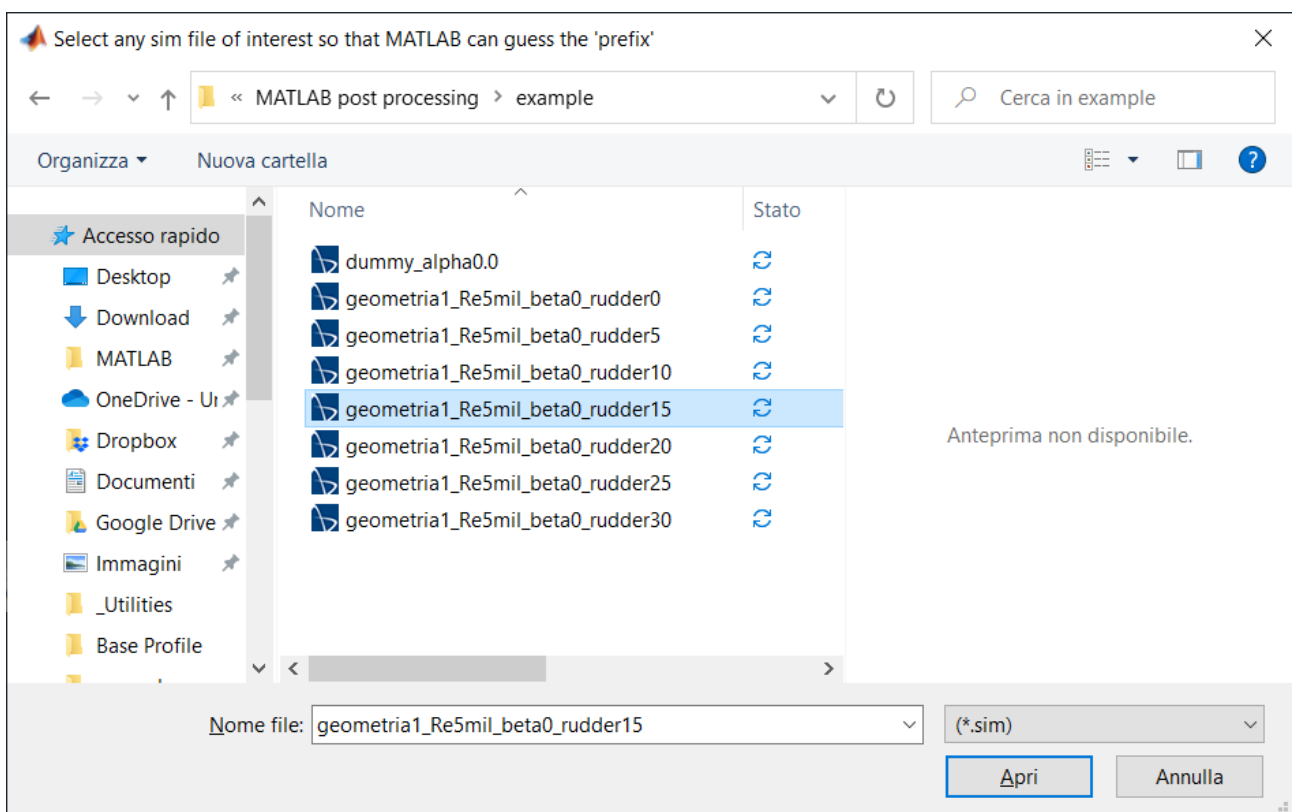 Select any sim file of interest so that MATLAB can guess the 'prefix'
« MATLAB post processing > example
Cerca in example
Organizza
Nuova cartella
?
Nome
Stato
Accesso rapido
Desktop
Download
MATLAB
OneDrive - Ur
Dropbox
Documenti
Google Drive
Immagini
_Utilities
Base Profile
dummy_alpha0.0
geometria1_Re5mil_beta0_rudder0
geometria1_Re5mil_beta0_rudder5
geometria1_Re5mil_beta0_rudder10
geometria1_Re5mil_beta0_rudder15
geometria1_Re5mil_beta0_rudder20
geometria1_Re5mil_beta0_rudder25
geometria1_Re5mil_beta0_rudder30
Anteprima non disponibile.
Nome file: geometria1_Re5mil_beta0_rudder15
(*.sim)
Apri
Annulla